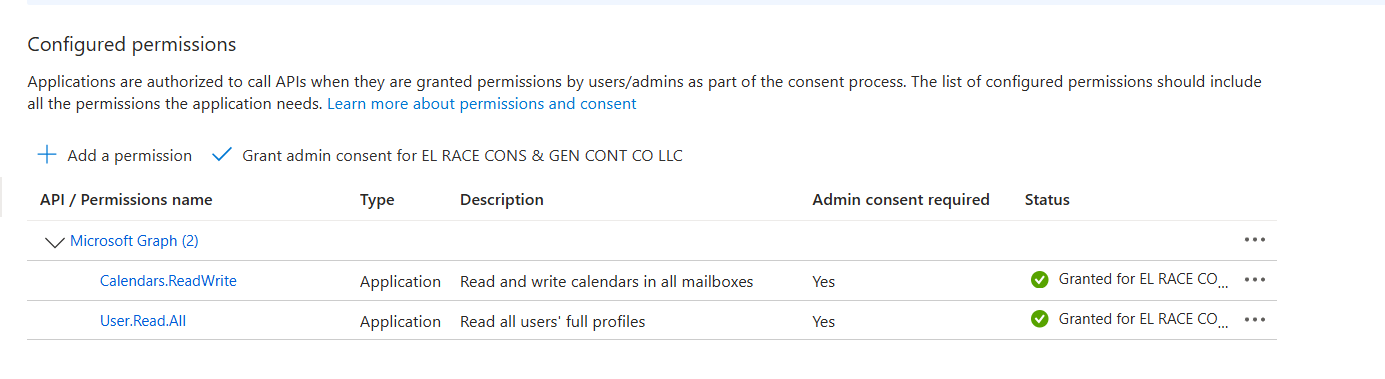 Configured permissions
Applications are authorized to call APIs when they are granted permissions by users/admins as part of the consent process. The list of configured permissions should include
all the permissions the application needs. Learn more about permissions and consent
Add a permission Grant admin consent for EL RACE CONS & GEN CONT CO LLC
API / Permissions name Type Description Admin consent required Status
Microsoft Graph (2)
Calendars.ReadWrite Application Read and write calendars in all mailboxes Yes Granted for EL RACE CO...
User.Read.All Application Read all users' full profiles Yes Granted for EL RACE CO...